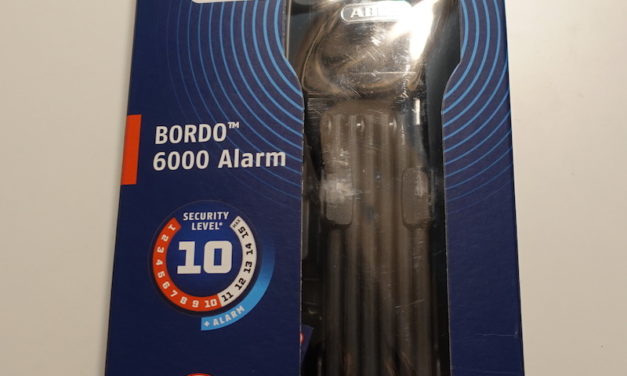 ABUS
BORDO™
6000 Alarm
SECURITY
LEVEL*
10
1 2 3 4 5 6 7 8 9 10 11 12 13 14 15 MAX
+ ALARM